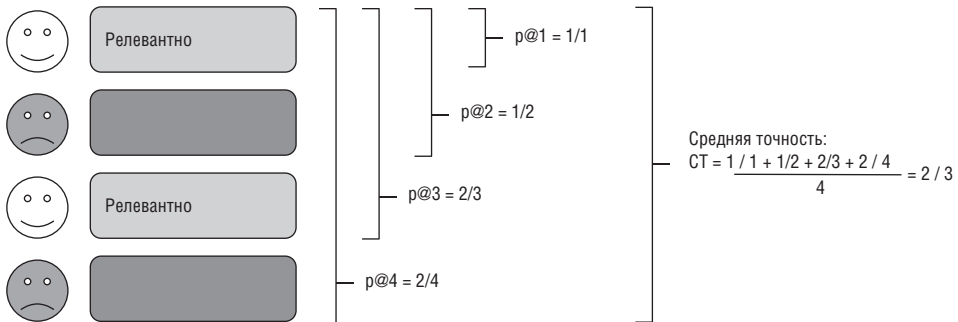 Релевантно
p@1 = 1/1
p@2 = 1/2
Релевантно
p@3 = 2/3
p@4 = 2/4
Средняя точность:
СТ = 1 / 1 + 1/2 + 2/3 + 2 / 4
4
= 2 / 3